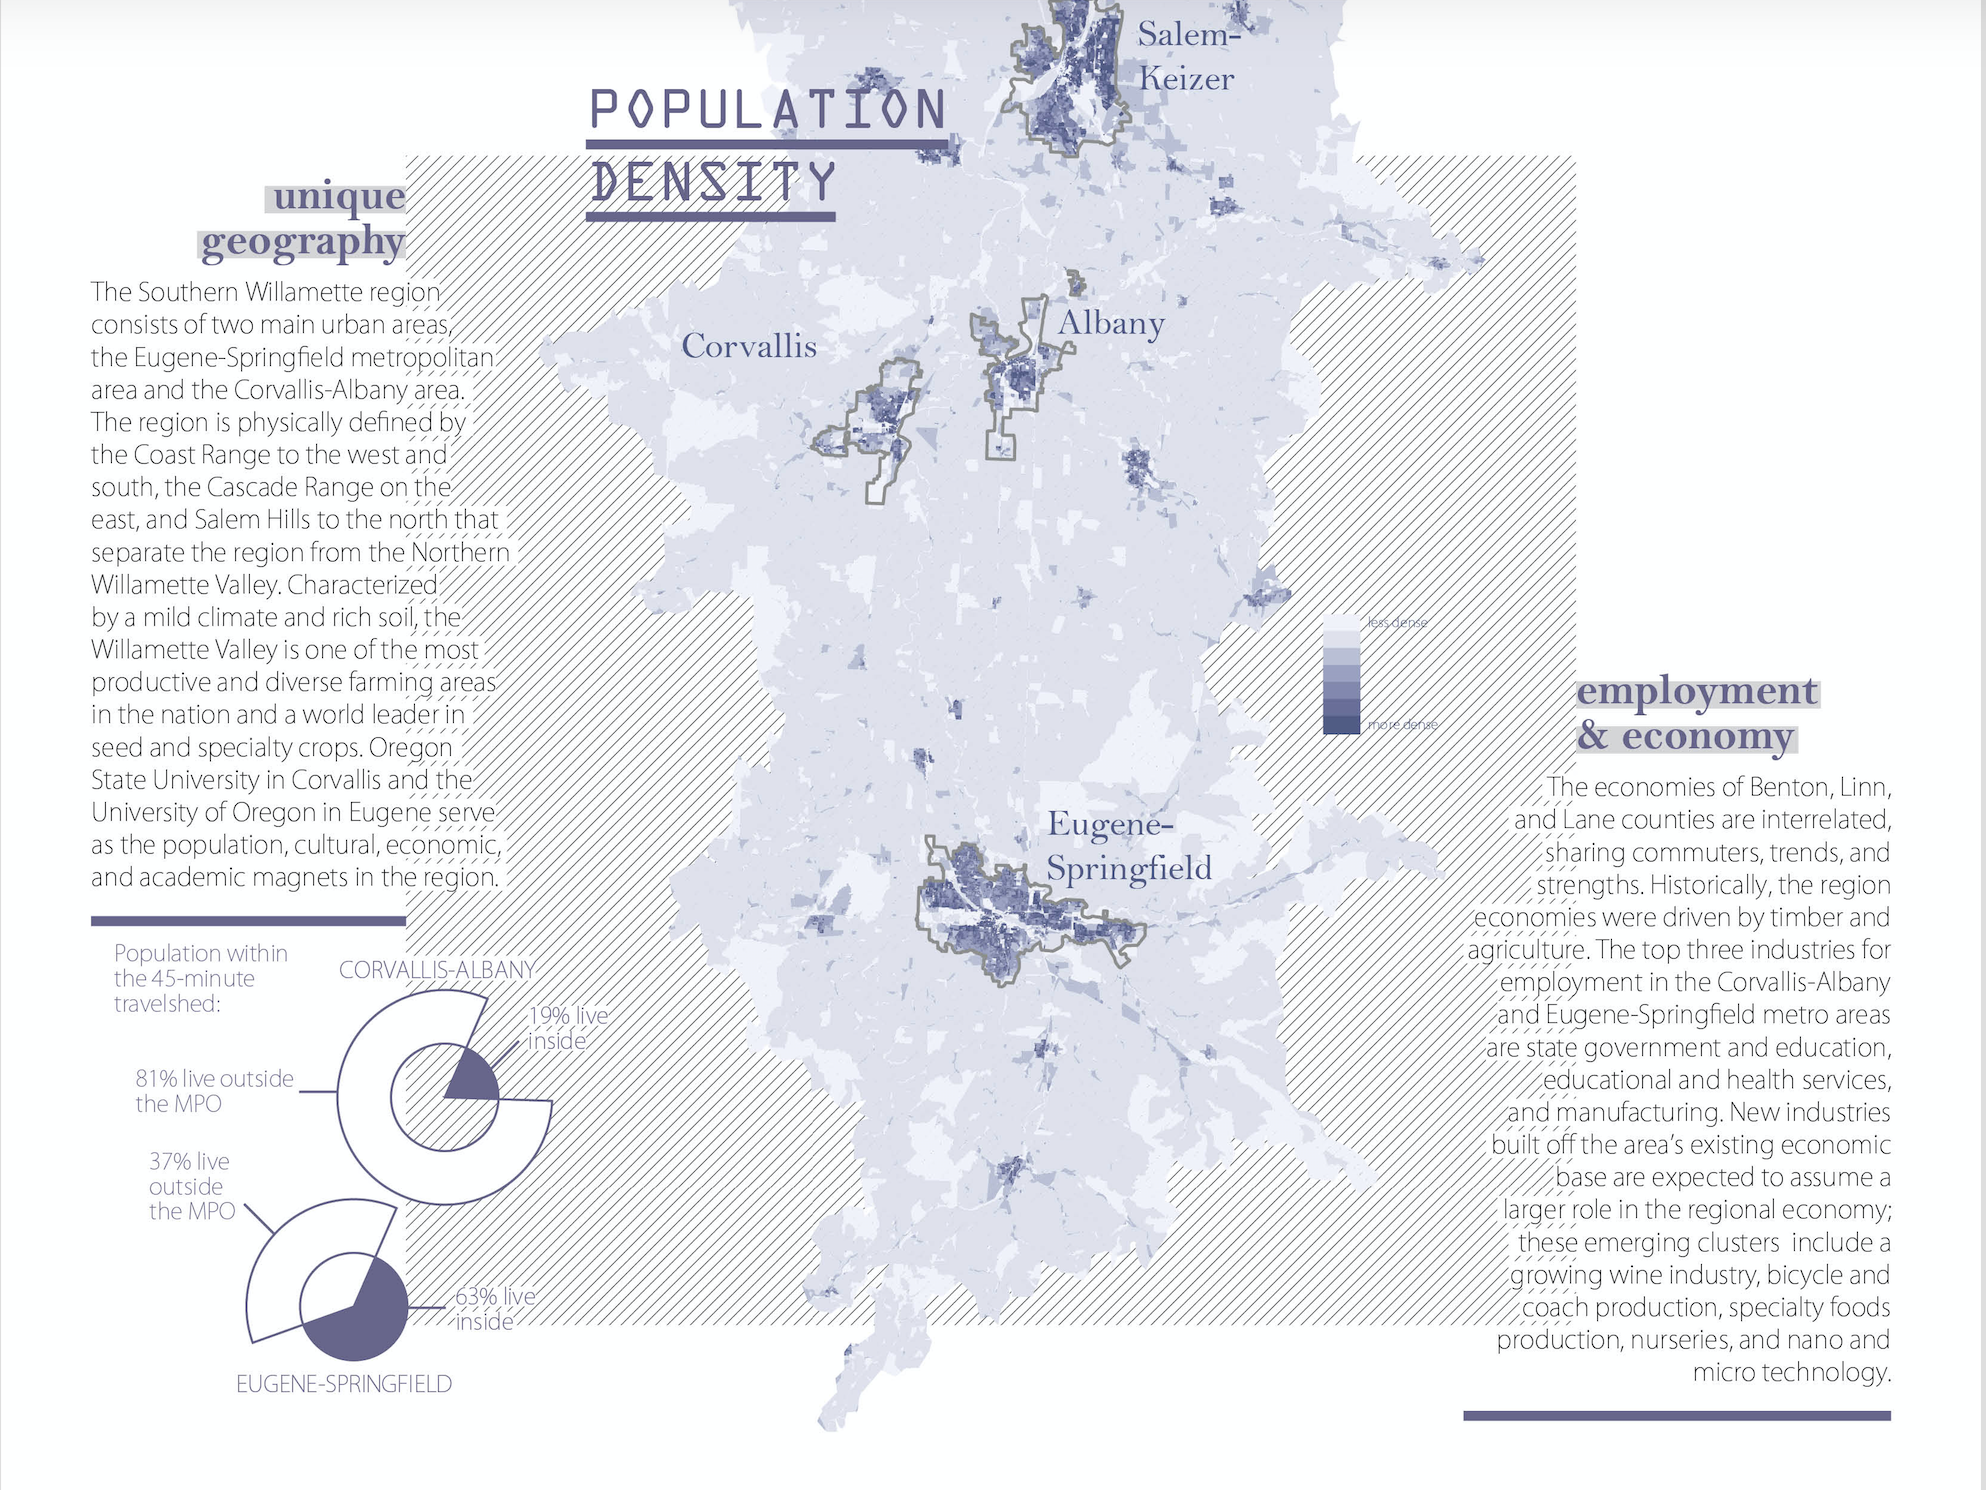 Salem-
Keizer
POPULATION
DENSITY
unique
geography
The Southern Willamette region
consists of two main urban areas,
the Eugene-Springfield metropolitan
area and the Corvallis-Albany area.
The region is physically defined by
the Coast Range to the west and
south, the Cascade Range on the
east, and Salem Hills to the north that
separate the region from the Northern
Willamette Valley. Characterized
by a mild climate and rich soil, the
Willamette Valley is one of the most
productive and diverse farming areas
in the nation and a world leader in
seed and specialty crops. Oregon
State University in Corvallis and the
University of Oregon in Eugene serve
as the population, cultural, economic,
and academic magnets in the region.
Corvallis
Albany
less dense
more dense
Eugene-
Springfield
Population within
the 45-minute
travelshed:
CORVALLIS-ALBANY
19% live
inside
81% live outside
the MPO
37% live
outside
the MPO
63% live
inside
EUGENE-SPRINGFIELD
employment
& economy
The economies of Benton, Linn,
and Lane counties are interrelated,
sharing commuters, trends, and
strengths. Historically, the region
economies were driven by timber and
agriculture. The top three industries for
employment in the Corvallis-Albany
and Eugene-Springfield metro areas
are state government and education,
educational and health services,
and manufacturing. New industries
built off the area's existing economic
base are expected to assume a
larger role in the regional economy;
these emerging clusters  include a
growing wine industry, bicycle and
coach production, specialty foods
production, nurseries, and nano and
micro technology.